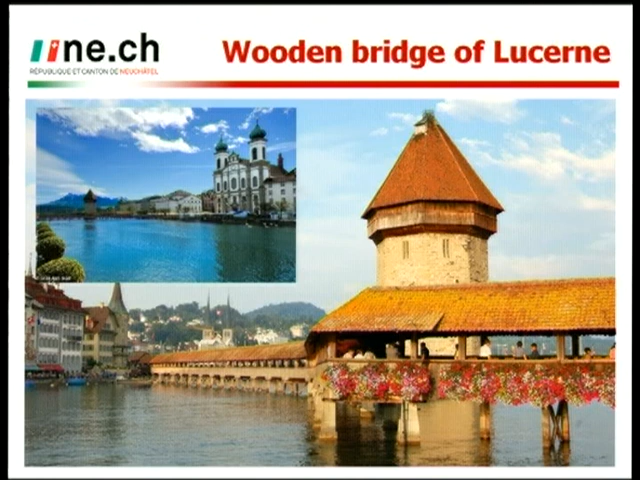 ne.ch
RÉPUBLIQUE ET CANTON DE NEUCHÂTEL
Wooden bridge of Lucerne